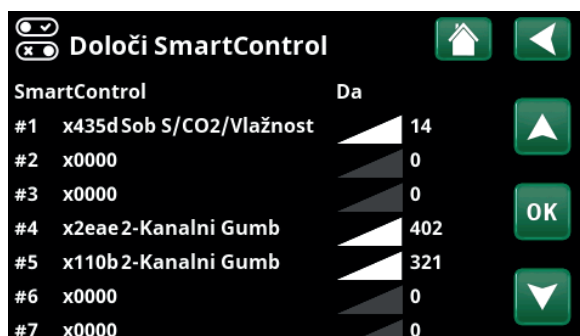 Določi SmartControl
SmartControl Da
#1 x435d Sob S/CO2/Vlažnost 14
#2 x0000 0
#3 x0000 0
#4 x2eae 2-Kanalni Gumb 402
#5 x110b 2-Kanalni Gumb 321
#6 x0000 0
#7 x0000 0
OK